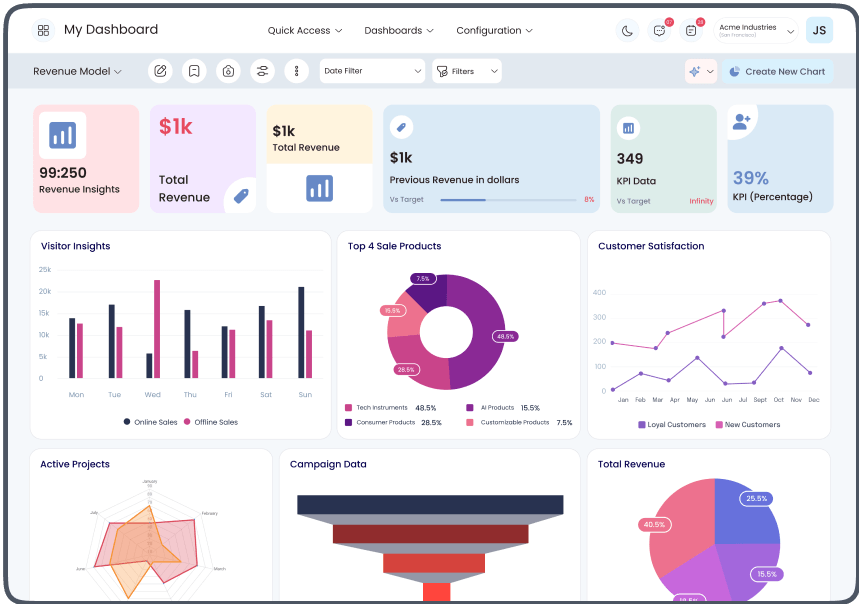 My Dashboard
Quick Access
Dashboards
Configuration
37
28
Acme Industries
(San Francisco)
JS
Revenue Model
Date Filter
Filters
Create New Chart
99:250
Revenue Insights
$1k
Total
Revenue
$1k
Total Revenue
$1k
Previous Revenue in dollars
Vs Target
8%
349
KPI Data
Vs Target
Infinity
39%
KPI (Percentage)
Visitor Insights
25k
20k
15k
10k
5k
0
Mon Tue Wed Thu Fri Sat Sun
Online Sales Offline Sales
Top 4 Sale Products
7.5%
15.5%
48.5%
28.5%
Tech Instruments 48.5% AI Products 15.5%
Consumer Products 28.5% Customizable Products 7.5%
Customer Satisfaction
400
300
200
100
0
Jan Feb Mar Apr May Jun Jun Jul Sept Oct Nov Dec
Loyal Customers New Customers
Active Projects
January
February
March
June
July
Campaign Data
Total Revenue
25.5%
40.5%
15.5%
18.5%